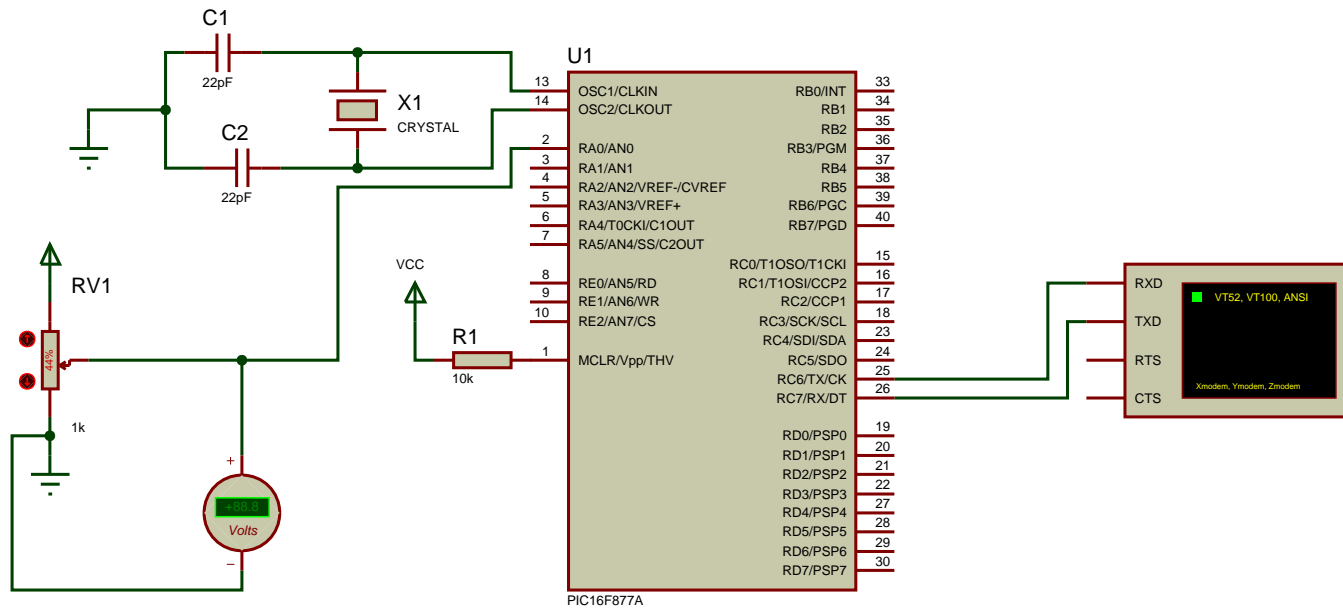 C1
22pF
C2
22pF
X1
CRYSTAL
RV1
44%
1k
+88.8
Volts
VCC
R1
10k
U1
13 OSC1/CLKIN
14 OSC2/CLKOUT
2 RA0/AN0
3 RA1/AN1
4 RA2/AN2/VREF-/CVREF
5 RA3/AN3/VREF+
6 RA4/T0CKI/C1OUT
7 RA5/AN4/SS/C2OUT
8 RE0/AN5/RD
9 RE1/AN6/WR
10 RE2/AN7/CS
1 MCLR/Vpp/THV
RB0/INT 33
RB1 34
RB2 35
RB3/PGM 36
RB4 37
RB5 38
RB6/PGC 39
RB7/PGD 40
RC0/T1OSO/T1CKI 15
RC1/T1OSI/CCP2 16
RC2/CCP1 17
RC3/SCK/SCL 18
RC4/SDI/SDA 23
RC5/SDO 24
RC6/TX/CK 25
RC7/RX/DT 26
RD0/PSP0 19
RD1/PSP1 20
RD2/PSP2 21
RD3/PSP3 22
RD4/PSP4 27
RD5/PSP5 28
RD6/PSP6 29
RD7/PSP7 30
PIC16F877A
RXD
TXD
RTS
CTS
VT52, VT100, ANSI
Xmodem, Ymodem, Zmodem